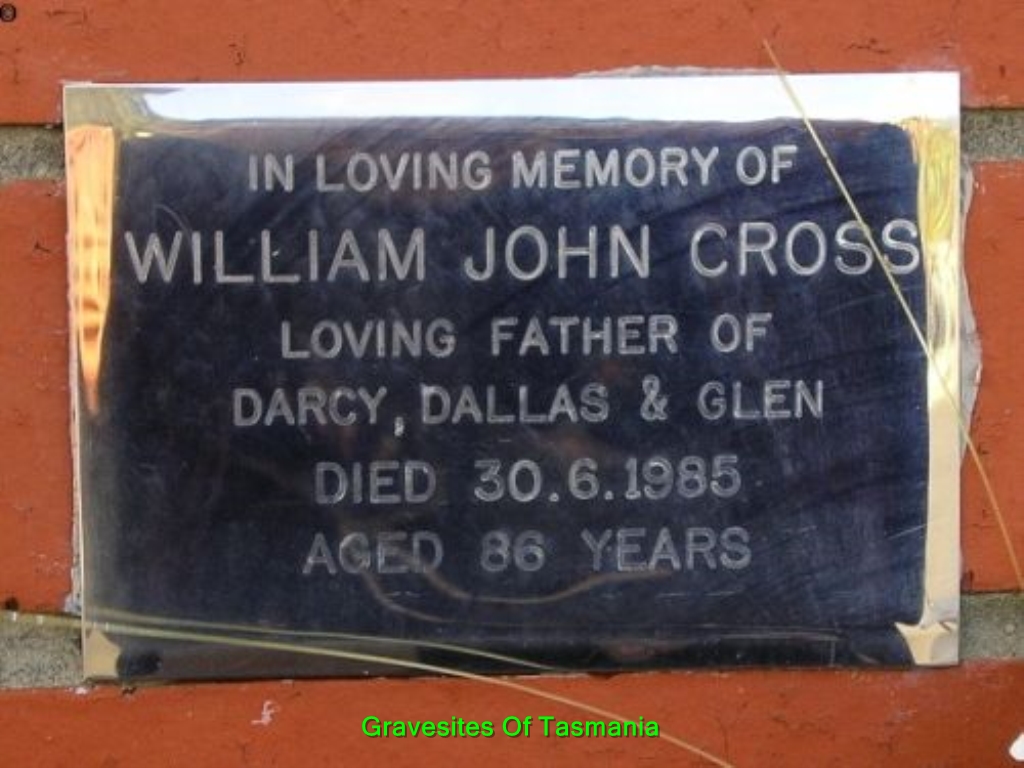 IN LOVING MEMORY OF
WILLIAM JOHN CROSS
LOVING FATHER OF
DARCY, DALLAS & GLEN
DIED 30.6.1985
AGED 86 YEARS
Gravesites Of Tasmania